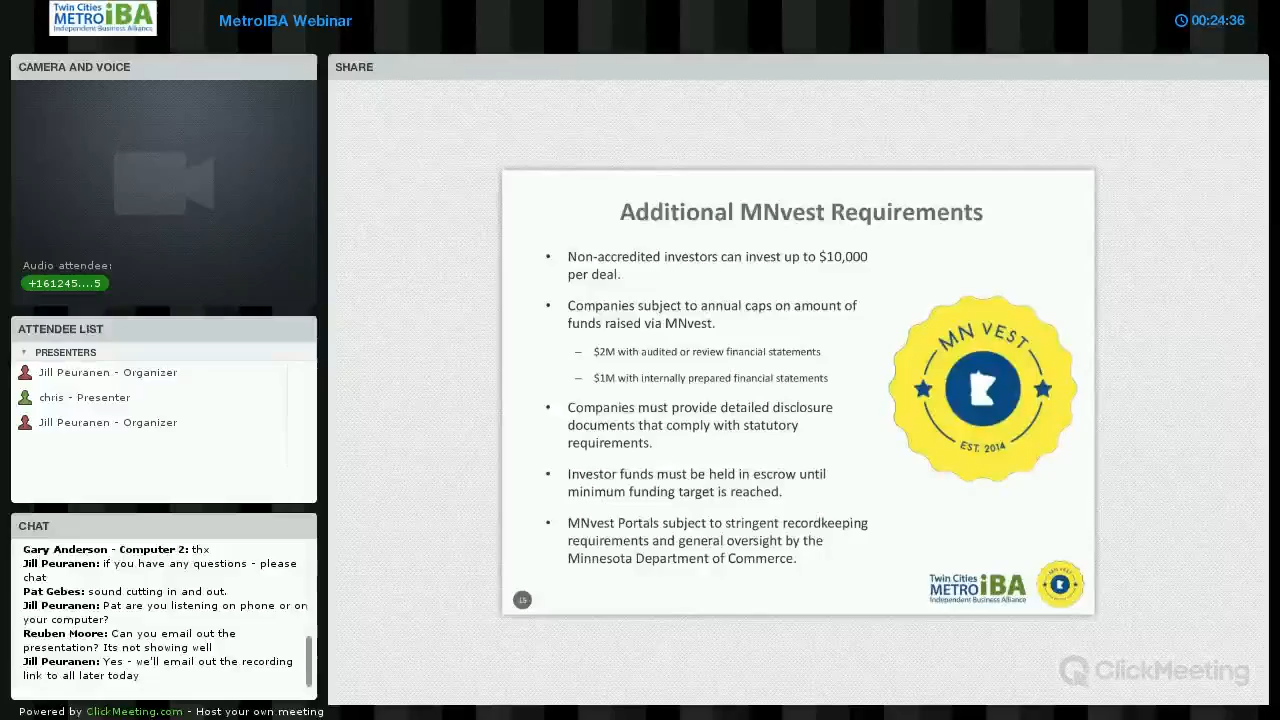 Twin Cities
METRO iBA
Independent Business Alliance
MetroIBA Webinar
00:24:36
CAMERA AND VOICE
Audio attendee:
+161245....5
ATTENDEE LIST
PRESENTERS
Jill Peuranen - Organizer
chris - Presenter
Jill Peuranen - Organizer
CHAT
Gary Anderson - Computer 2: thx
Jill Peuranen: if you have any questions - please
chat
Pat Gebes: sound cutting in and out.
Jill Peuranen: Pat are you listening on phone or on
your computer?
Reuben Moore: Can you email out the
presentation? Its not showing well
Jill Peuranen: Yes - we'll email out the recording
link to all later today
Powered by ClickMeeting.com - Host your own meeting
SHARE
Additional MNvest Requirements
• Non-accredited investors can invest up to $10,000
per deal.
• Companies subject to annual caps on amount of
funds raised via MNvest.
– $2M with audited or review financial statements
– $1M with internally prepared financial statements
• Companies must provide detailed disclosure
documents that comply with statutory
requirements.
• Investor funds must be held in escrow until
minimum funding target is reached.
• MNvest Portals subject to stringent recordkeeping
requirements and general oversight by the
Minnesota Department of Commerce.
MN VEST
EST. 2014
15
Twin Cities
METRO iBA
Independent Business Alliance
MN VEST
ClickMeeting